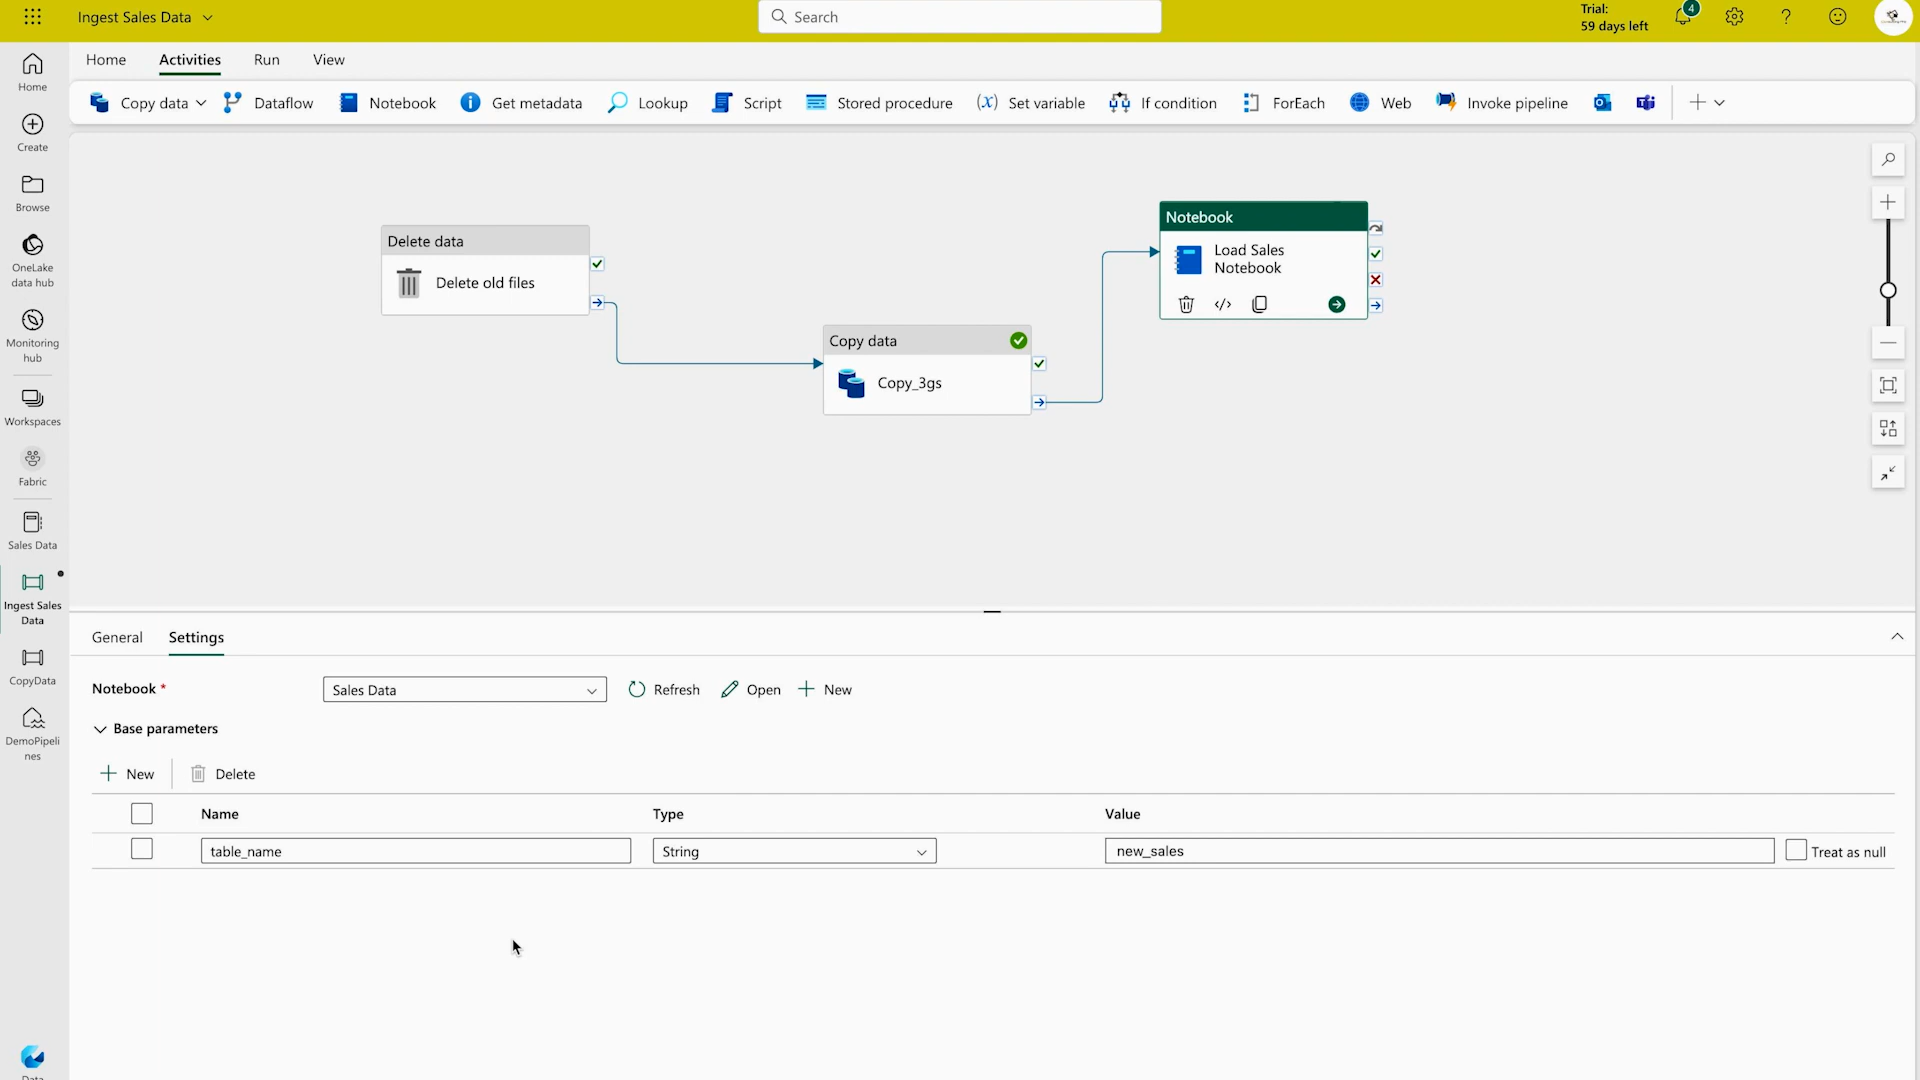 Ingest Sales Data
Search
Trial:
59 days left
4
Home
Activities
Run
View
Copy data
Dataflow
Notebook
Get metadata
Lookup
Script
Stored procedure
(x) Set variable
If condition
ForEach
Web
Invoke pipeline
Home
Create
Browse
OneLake
data hub
Monitoring
hub
Workspaces
Fabric
Sales Data
Ingest Sales
Data
CopyData
DemoPipeli
nes
Data
Delete data
Delete old files
Copy data
Copy_3gs
Notebook
Load Sales
Notebook
General
Settings
Notebook *
Sales Data
Refresh
Open
New
Base parameters
New
Delete
Name
Type
Value
table_name
String
new_sales
Treat as null